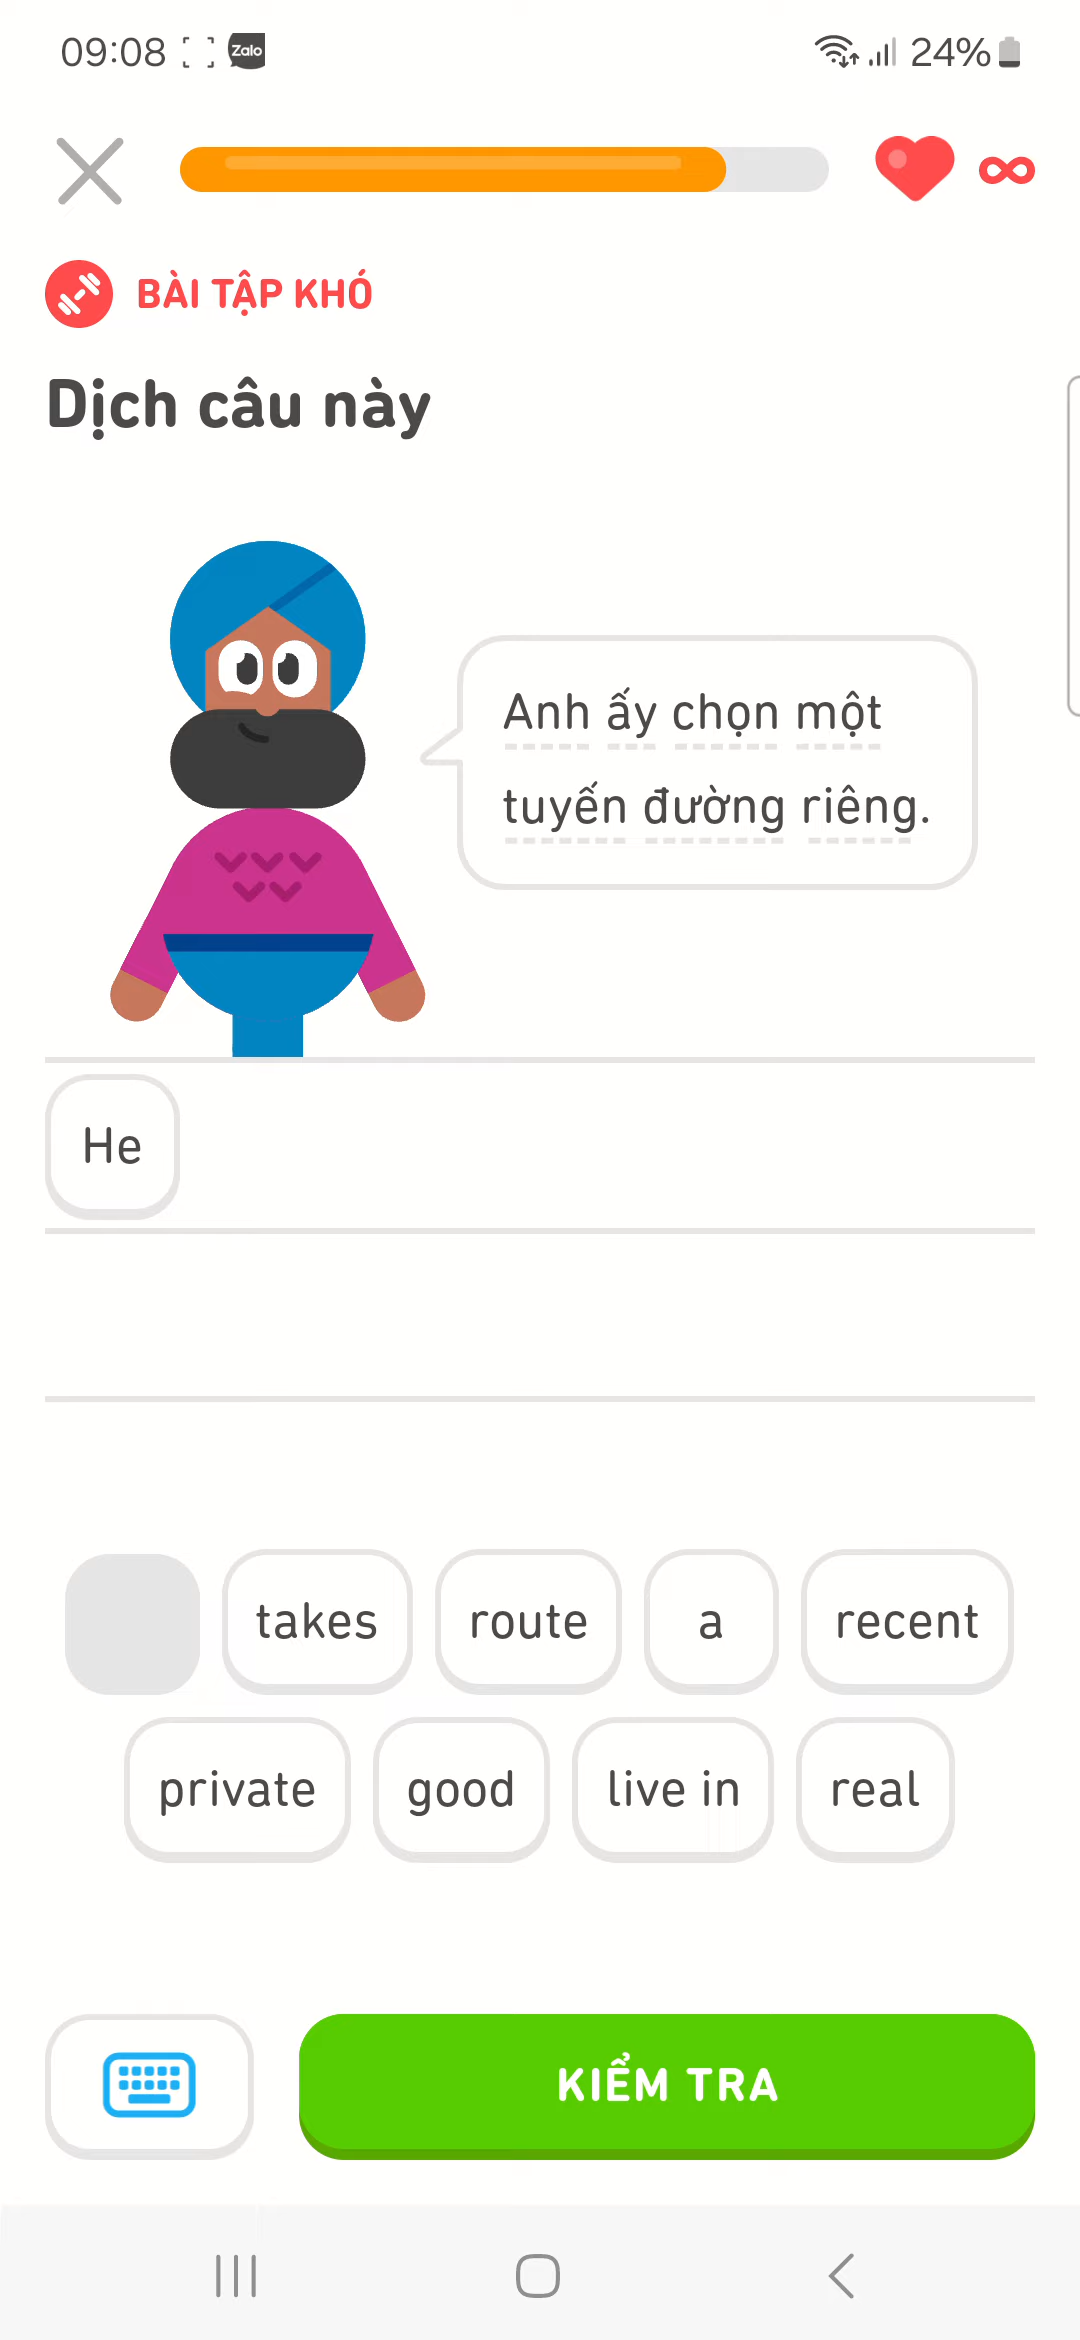 09:08 Zalo 24%
BÀI TẬP KHÓ
Dịch câu này
Anh ấy chọn một
tuyến đường riêng.
He
takes route a recent
private good live in real
KIỂM TRA